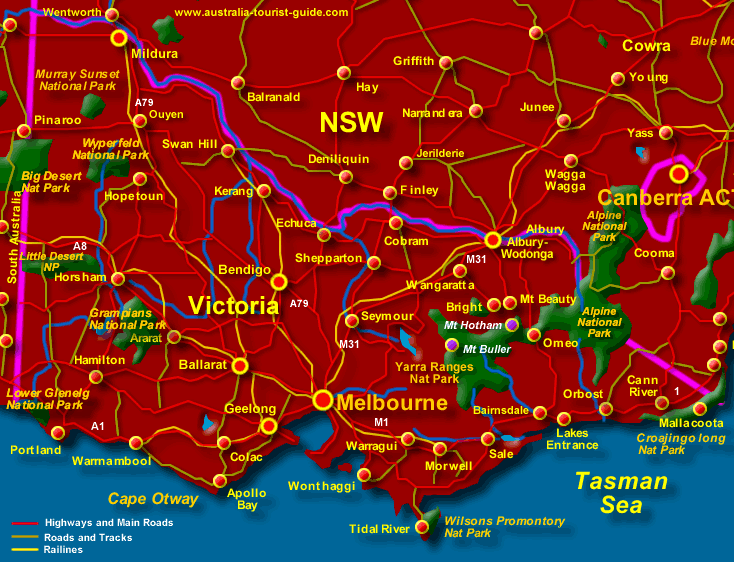 Wentworth
www.australia-tourist-guide.com
Mildura
Cowra
Griffith
Murray Sunset
National Park
Hay
Young
Balranald
A79
Ouyen
Narrandera
Junee
Pinaroo
NSW
Yass
Wyperfeld
National Park
Swan Hill
Deniliquin
Jerilderie
Big Desert
Nat Park
Wagga
Wagga
Hopetoun
Kerang
Finley
Canberra ACT
South Australia
Echuca
Alpine
National
Park
Cobram
Albury
Albury-
Wodonga
A8
Little Desert
NP
Shepparton
M31
Cooma
Horsham
Bendigo
Wangaratta
Victoria
A79
Bright
Mt Beauty
Grampians
National Park
Seymour
Mt Hotham
Alpine
National
Park
Ararat
M31
Mt Buller
Omeo
Hamilton
Ballarat
Yarra Ranges
Nat Park
Cann
River
1
Lower Glenelg
National Park
Geelong
Melbourne
Orbost
Bairnsdale
Mallacoota
A1
M1
Lakes
Entrance
Croajingo long
Nat Park
Portland
Warrnambool
Colac
Warragui
Morwell
Sale
Cape Otway
Apollo
Bay
Wonthaggi
Tasman
Sea
Highways and Main Roads
Roads and Tracks
Railines
Tidal River
Wilsons Promontory
Nat Park